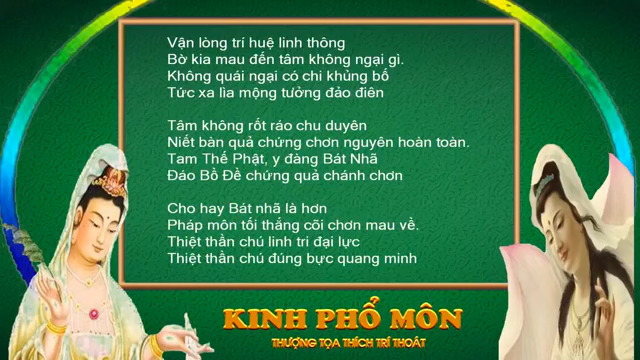 Vận lòng trí huệ linh thông
Bờ kia mau đến tâm không ngại gì.
Không quái ngại có chi khủng bố
Tức xa lìa mộng tưởng đảo điên
Tâm không rốt ráo chu duyên
Niết bàn quả chứng chơn nguyên hoàn toàn.
Tam Thế Phật, y đàng Bát Nhã
Đáo Bồ Đề chứng quả chánh chơn
Cho hay Bát nhã là hơn
Pháp môn tối thắng cõi chơn mau về.
Thiệt thần chú linh tri đại lực
Thiệt thần chú đúng bực quang minh
KINH PHỔ MÔN
THƯỢNG TỌA THÍCH TRÍ THOÁT